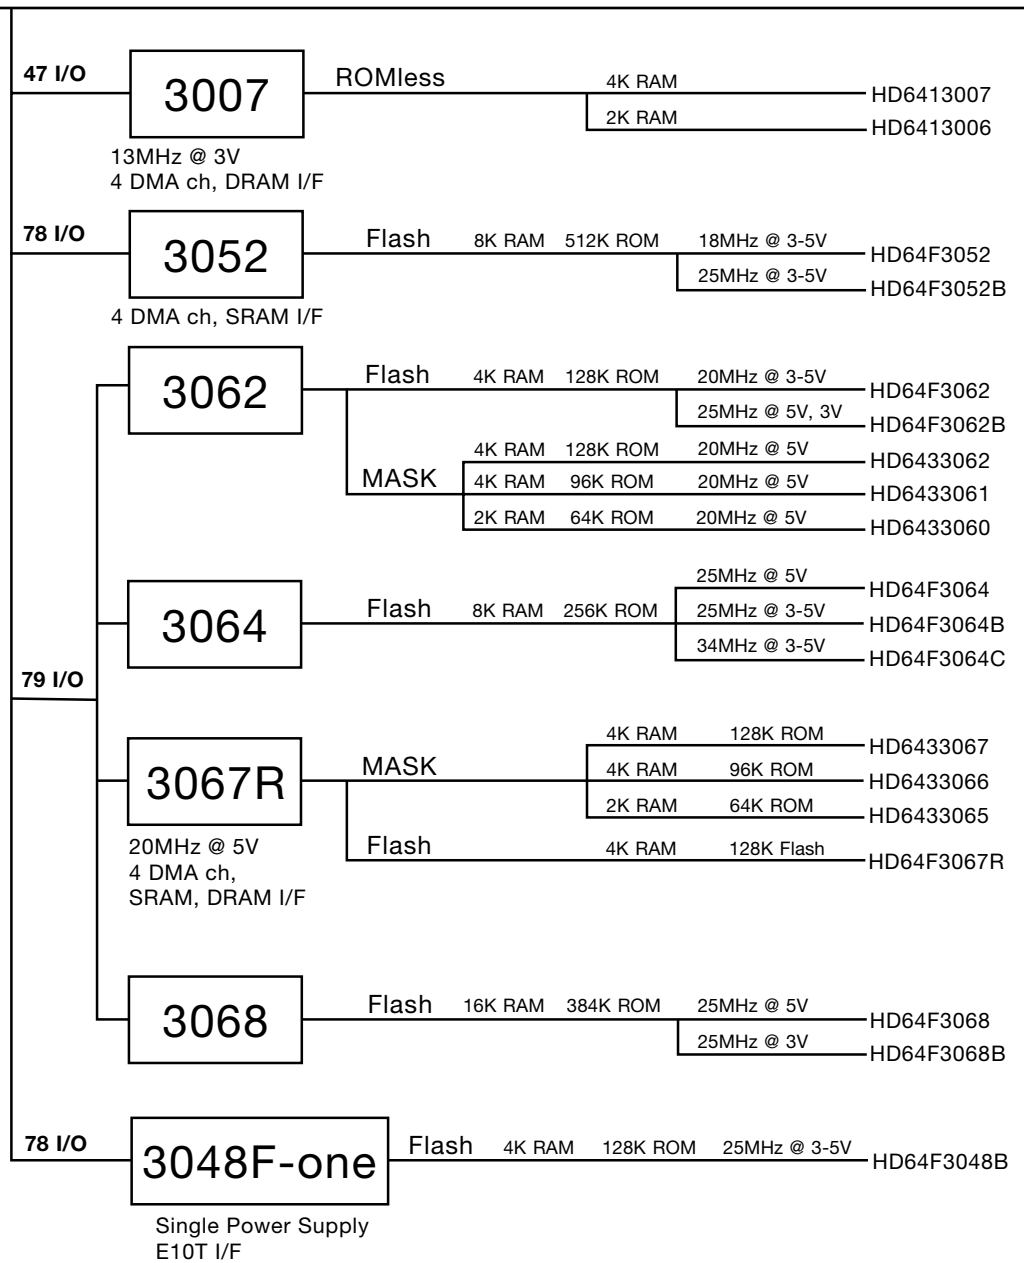 47 I/O
3007
ROMless
4K RAM
HD6413007
2K RAM
HD6413006
13MHz @ 3V
4 DMA ch, DRAM I/F
78 I/O
3052
Flash 8K RAM 512K ROM 18MHz @ 3-5V HD64F3052
25MHz @ 3-5V HD64F3052B
4 DMA ch, SRAM I/F
3062
Flash 4K RAM 128K ROM 20MHz @ 3-5V HD64F3062
25MHz @ 5V, 3V HD64F3062B
MASK
4K RAM 128K ROM 20MHz @ 5V HD6433062
4K RAM 96K ROM 20MHz @ 5V HD6433061
2K RAM 64K ROM 20MHz @ 5V HD6433060
79 I/O
3064
Flash 8K RAM 256K ROM
25MHz @ 5V HD64F3064
25MHz @ 3-5V HD64F3064B
34MHz @ 3-5V HD64F3064C
3067R
MASK
4K RAM 128K ROM HD6433067
4K RAM 96K ROM HD6433066
2K RAM 64K ROM HD6433065
Flash 4K RAM 128K Flash HD64F3067R
20MHz @ 5V
4 DMA ch,
SRAM, DRAM I/F
3068
Flash 16K RAM 384K ROM 25MHz @ 5V HD64F3068
25MHz @ 3V HD64F3068B
78 I/O
3048F-one
Flash 4K RAM 128K ROM 25MHz @ 3-5V HD64F3048B
Single Power Supply
E10T I/F